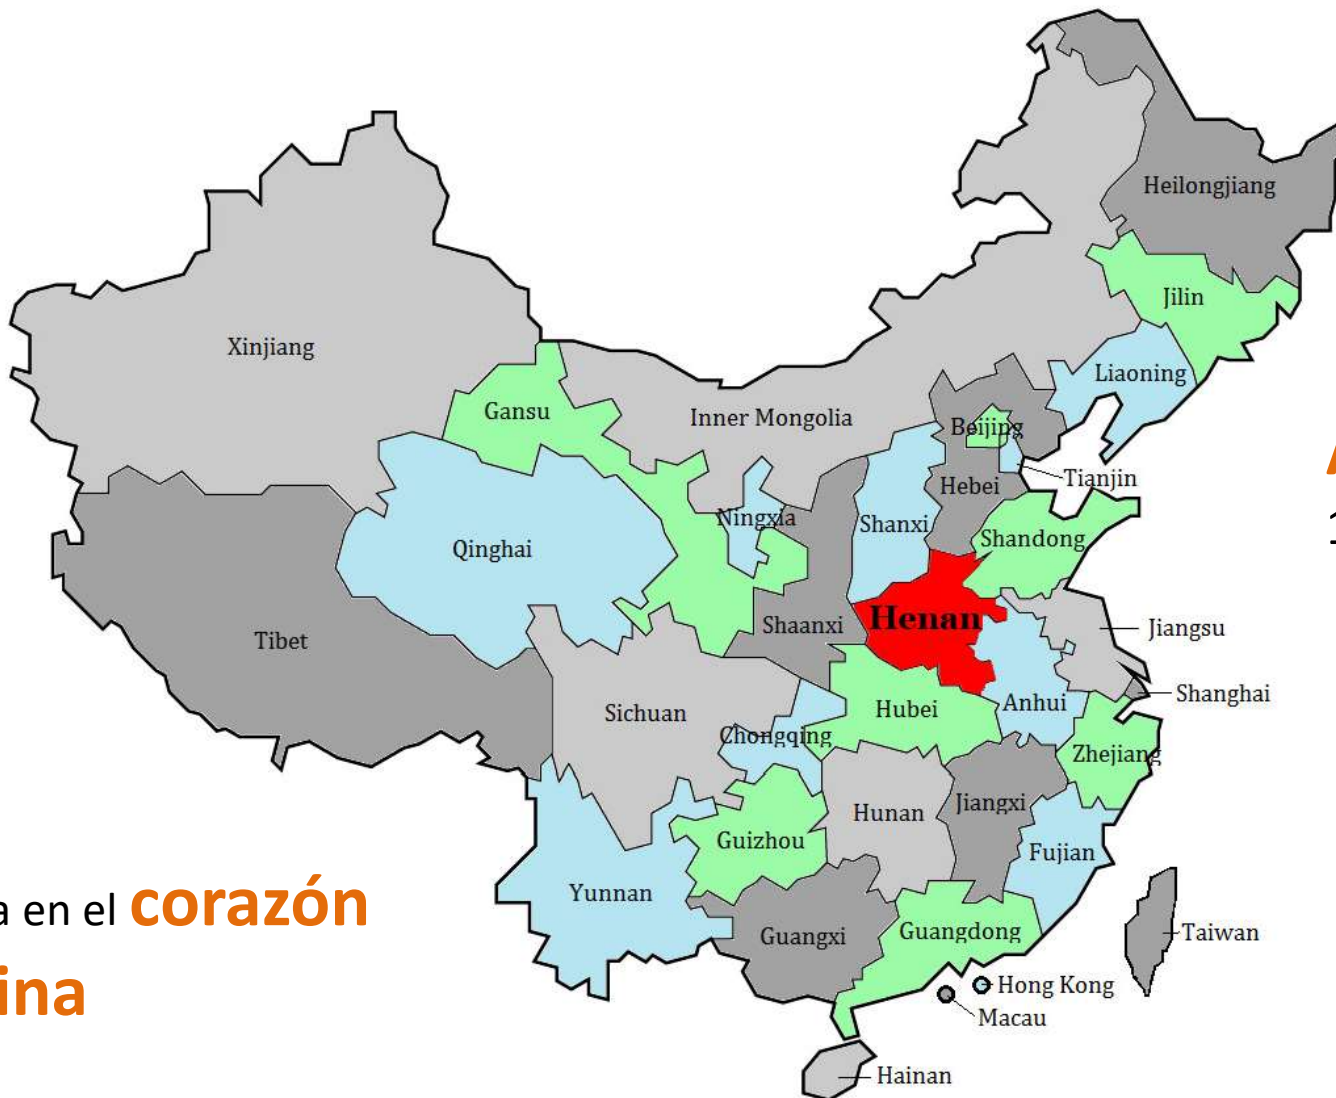 Heilongjiang
Jilin
Xinjiang
Liaoning
Gansu
Inner Mongolia
Beijing
Tianjin
Hebei
Ningxia
Shanxi
Shandong
Qinghai
Henan
Shaanxi
Jiangsu
Tibet
Shanghai
Anhui
Sichuan
Hubei
Chongqing
Zhejiang
Jiangxi
Hunan
Guizhou
Fujian
Yunnan
a en el corazón
Guangxi
Guangdong
Taiwan
ina
Hong Kong
Macau
Hainan